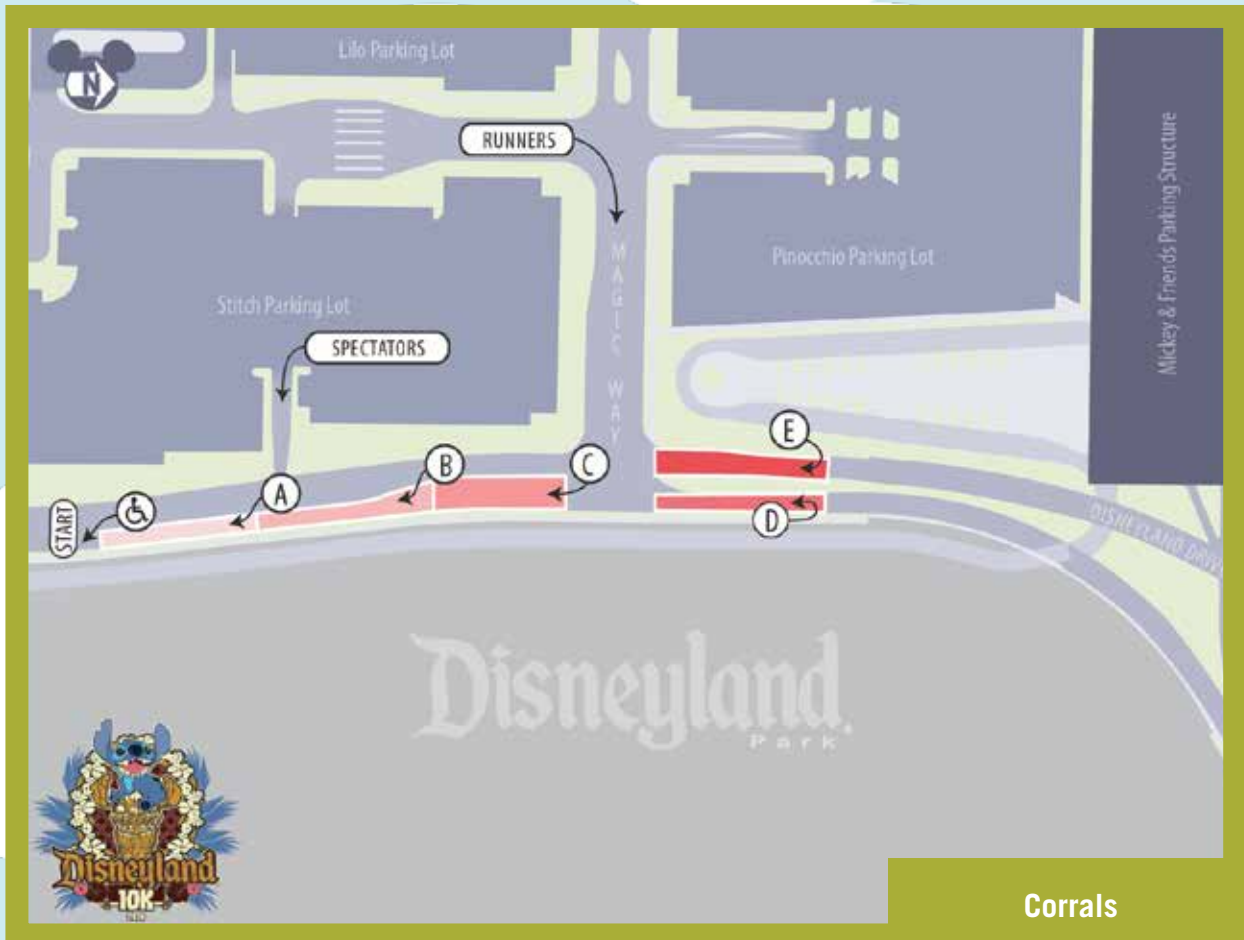 Lilo Parking Lot
N
RUNNERS
MAGIC WAY
Pinocchio Parking Lot
Mickey & Friends Parking Structure
Stitch Parking Lot
SPECTATORS
E
B
C
A
D
START
DISNEYLAND DRIVE
Disneyland
Park
Disneyland
10K
Corrals